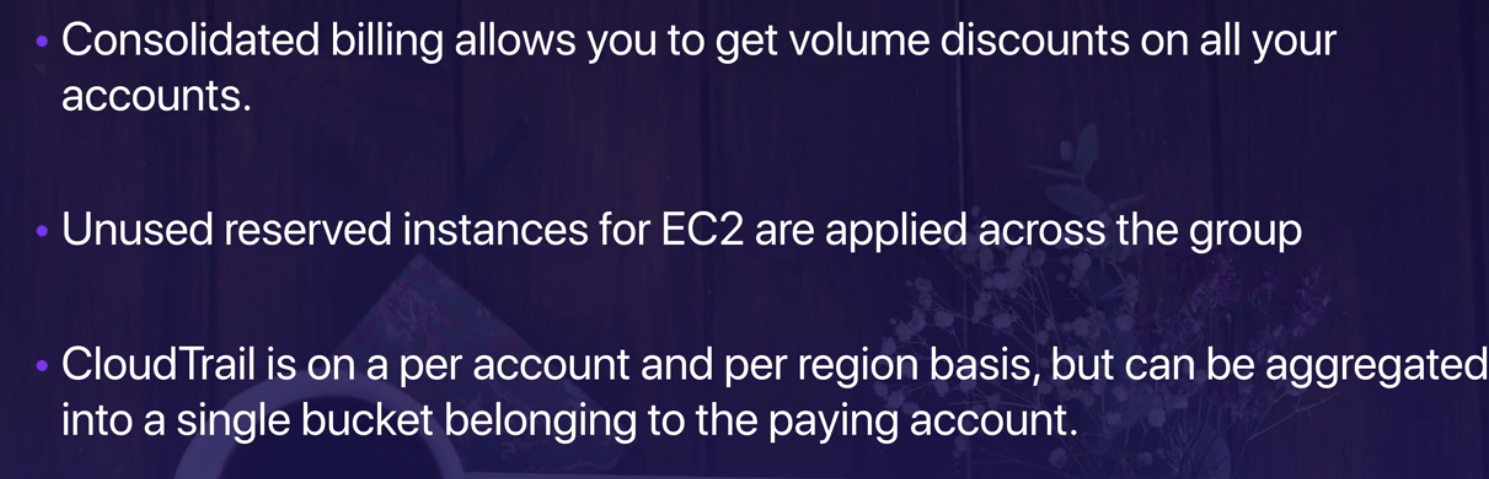 • Consolidated billing allows you to get volume discounts on all your
accounts.
• Unused reserved instances for EC2 are applied across the group
• CloudTrail is on a per account and per region basis, but can be aggregated
into a single bucket belonging to the paying account.